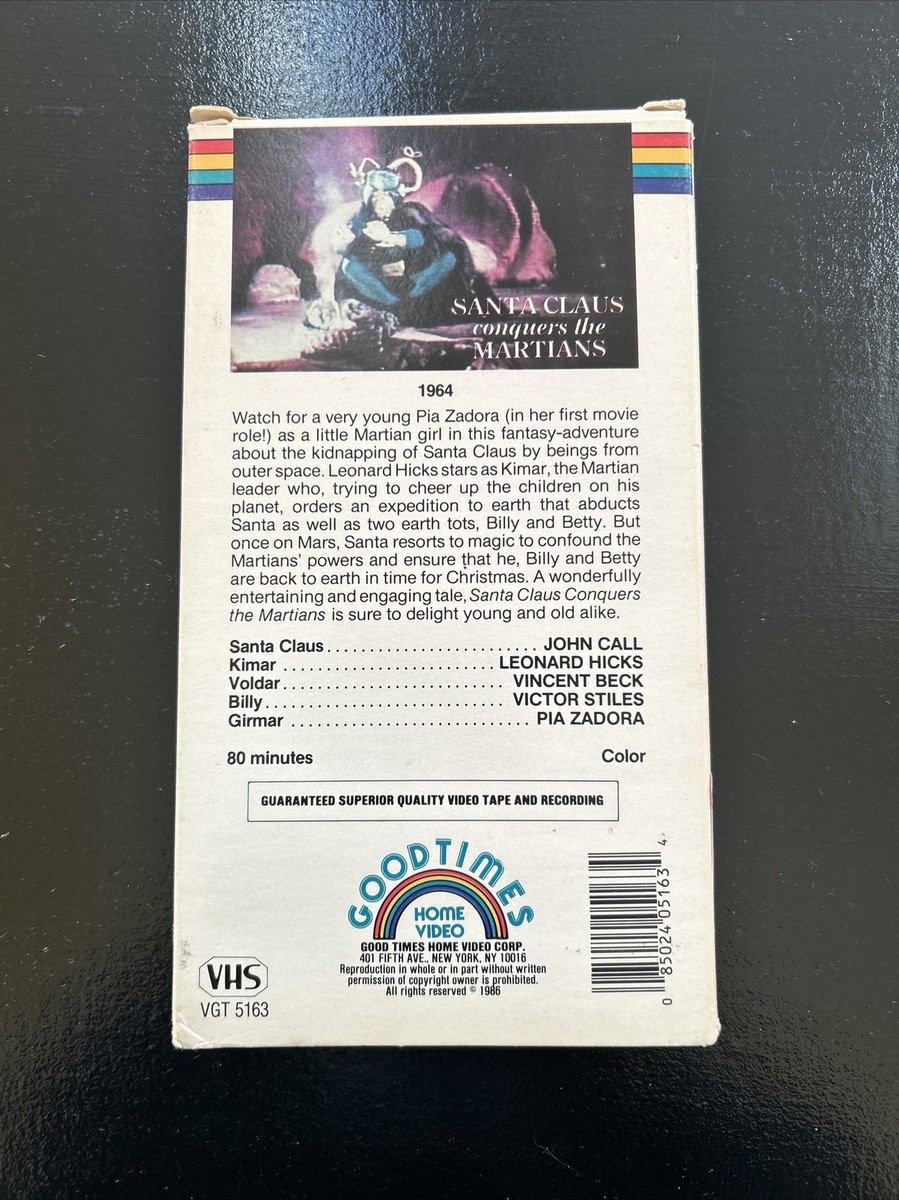 SANTA CLAUS
conquers the
MARTIANS
1964
Watch for a very young Pia Zadora (in her first movie
role!) as a little Martian girl in this fantasy-adventure
about the kidnapping of Santa Claus by beings from
outer space. Leonard Hicks stars as Kimar, the Martian
leader who, trying to cheer up the children on his
planet, orders an expedition to earth that abducts
Santa as well as two earth tots, Billy and Betty. But
once on Mars, Santa resorts to magic to confound the
Martians' powers and ensure that he, Billy and Betty
are back to earth in time for Christmas. A wonderfully
entertaining and engaging tale, Santa Claus Conquers
the Martians is sure to delight young and old alike.
Santa Claus......................... JOHN CALL
Kimar ......................... LEONARD HICKS
Voldar.......................... VINCENT BECK
Billy............................. VICTOR STILES
Girmar ............................ PIA ZADORA
80 minutes Color
GUARANTEED SUPERIOR QUALITY VIDEO TAPE AND RECORDING
GOODTIMES
HOME
VIDEO
GOOD TIMES HOME VIDEO CORP.
401 FIFTH AVE., NEW YORK, NY 10016
Reproduction in whole or in part without written
permission of copyright owner is prohibited.
All rights reserved © 1986
VHS
VGT 5163
0 85024 05163 4